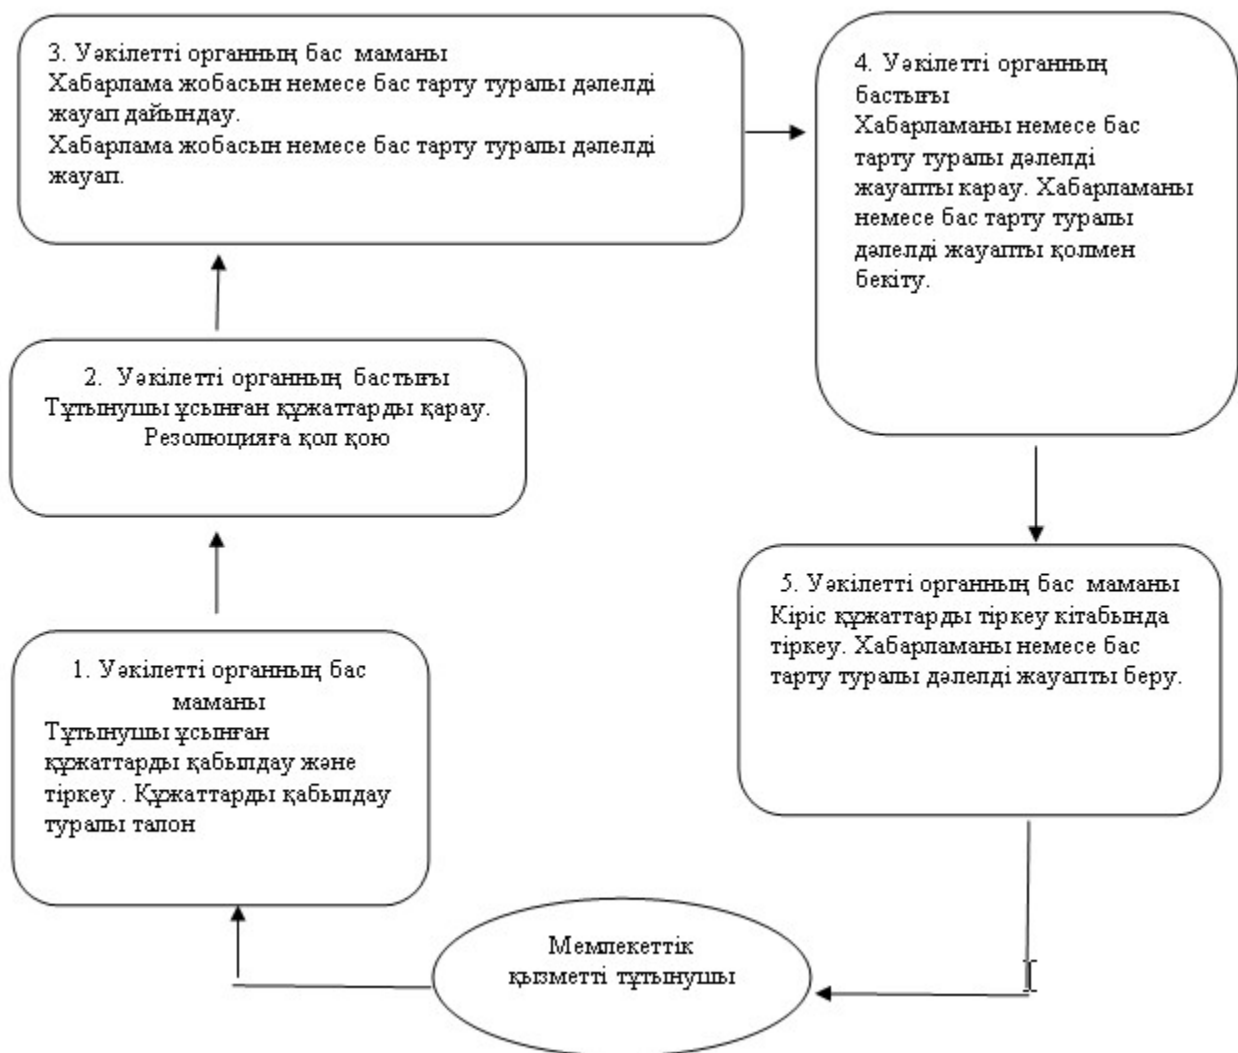 3. Уәкілетті органның бас маманы
Хабарлама жобасын немесе бас тарту туралы дәлелді
жауап дайындау.
Хабарлама жобасын немесе бас тарту туралы дәлелді
жауап.
4. Уәкілетті органның
бастығы
Хабарламаны немесе бас
тарту туралы дәлелді
жауапты карау. Хабарламаны
немесе бас тарту туралы
дәлелді жауапты қолмен
бекіту.
2. Уәкілетті органның бастығы
Тұтынушы ұсынған құжаттарды қарау.
Резолюцияға қол қою
1. Уәкілетті органның бас
маманы
Тұтынушы ұсынған
құжаттарды қабылдау және
тіркеу . Құжаттарды қабылдау
туралы талон
5. Уәкілетті органның бас маманы
Кіріс құжаттарды тіркеу кітабында
тіркеу. Хабарламаны немесе бас
тарту туралы дәлелді жауапты беру.
Мемлекеттік
қызметті тұтынушы